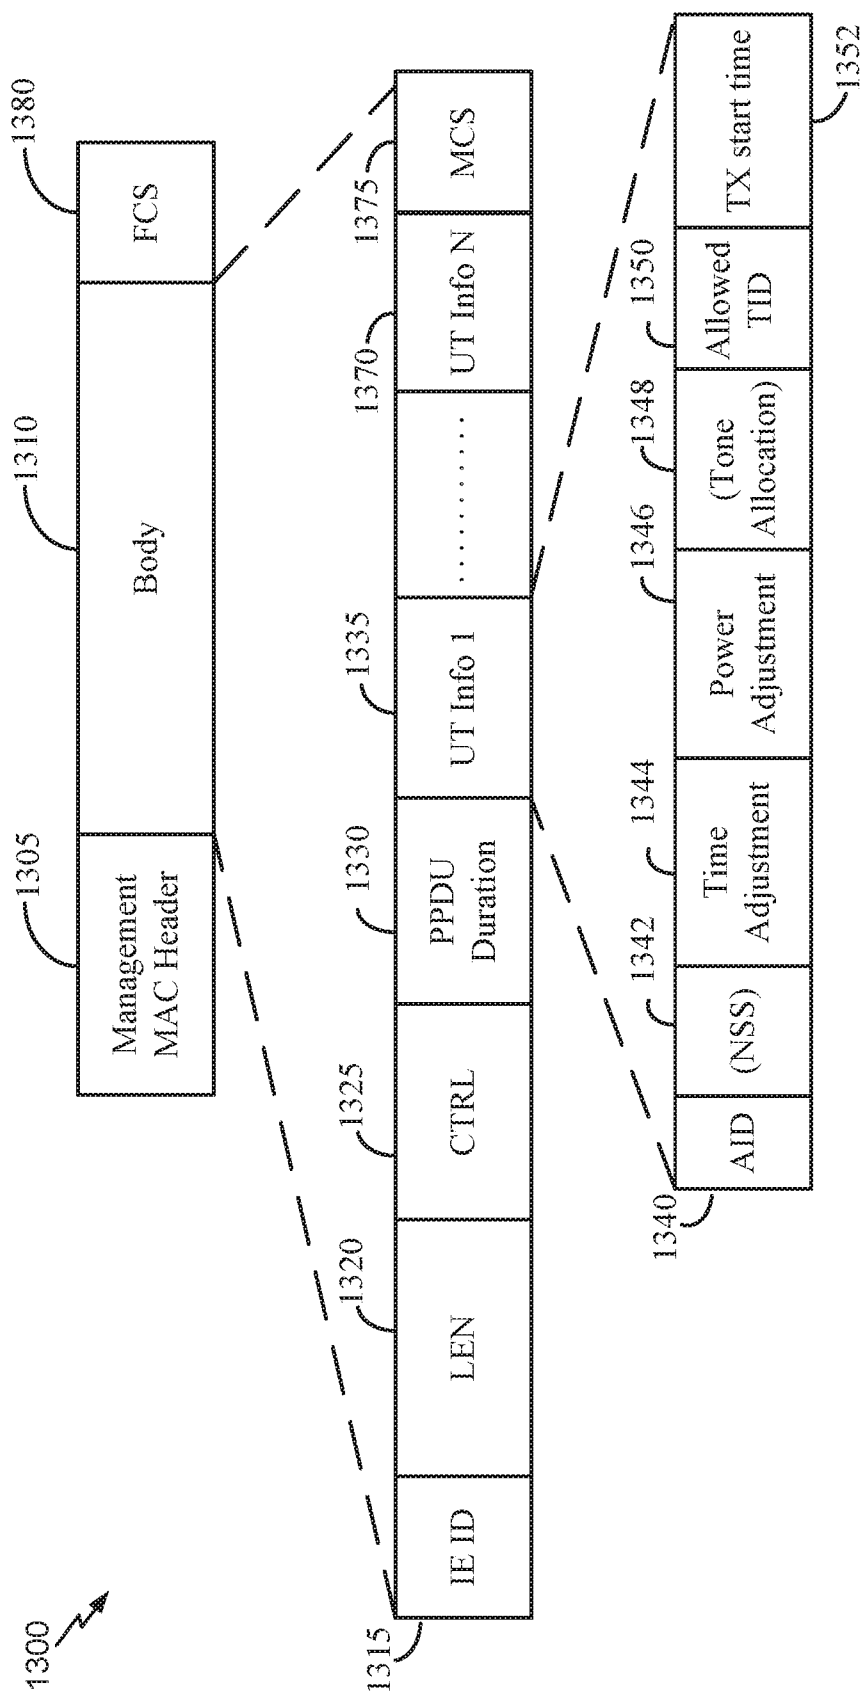 1300
1305
1310
1380
Management
MAC Header
Body
FCS
1315
1320
1325
1330
1335
1370
1375
IE ID
LEN
CTRL
PPDU
Duration
UT Info 1
...........
UT Info N
MCS
1340
1342
1344
1346
1348
1350
1352
AID
(NSS)
Time
Adjustment
Power
Adjustment
(Tone
Allocation)
Allowed
TID
TX start time